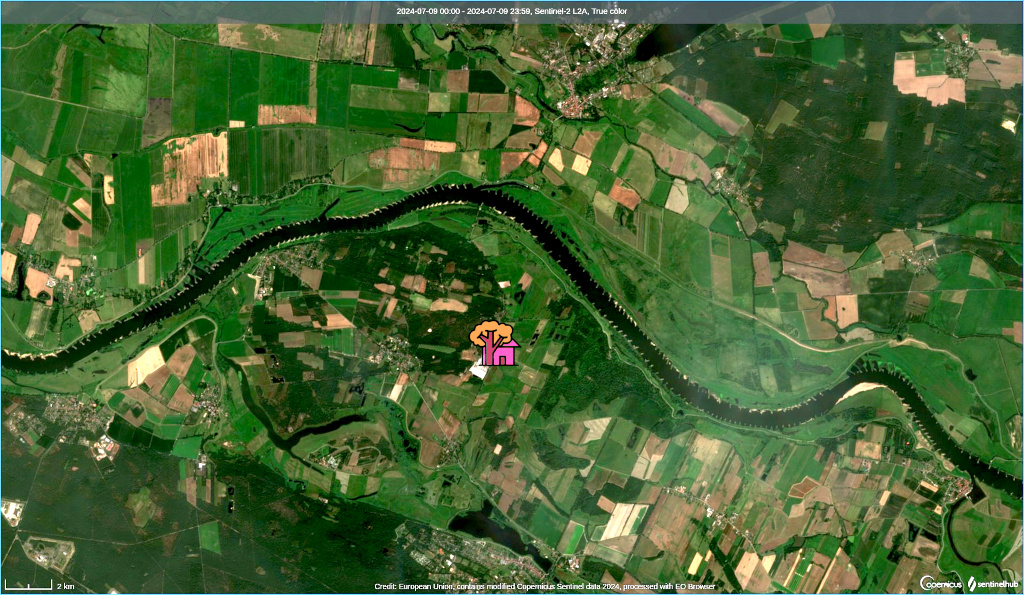 2024-07-09 00:00 - 2024-07-09 23:59, Sentinel-2 L2A, True color
2 km
Credit: European Union, contains modified Copernicus Sentinel data 2024, processed with EO Browser
Copernicus
sentinelhub